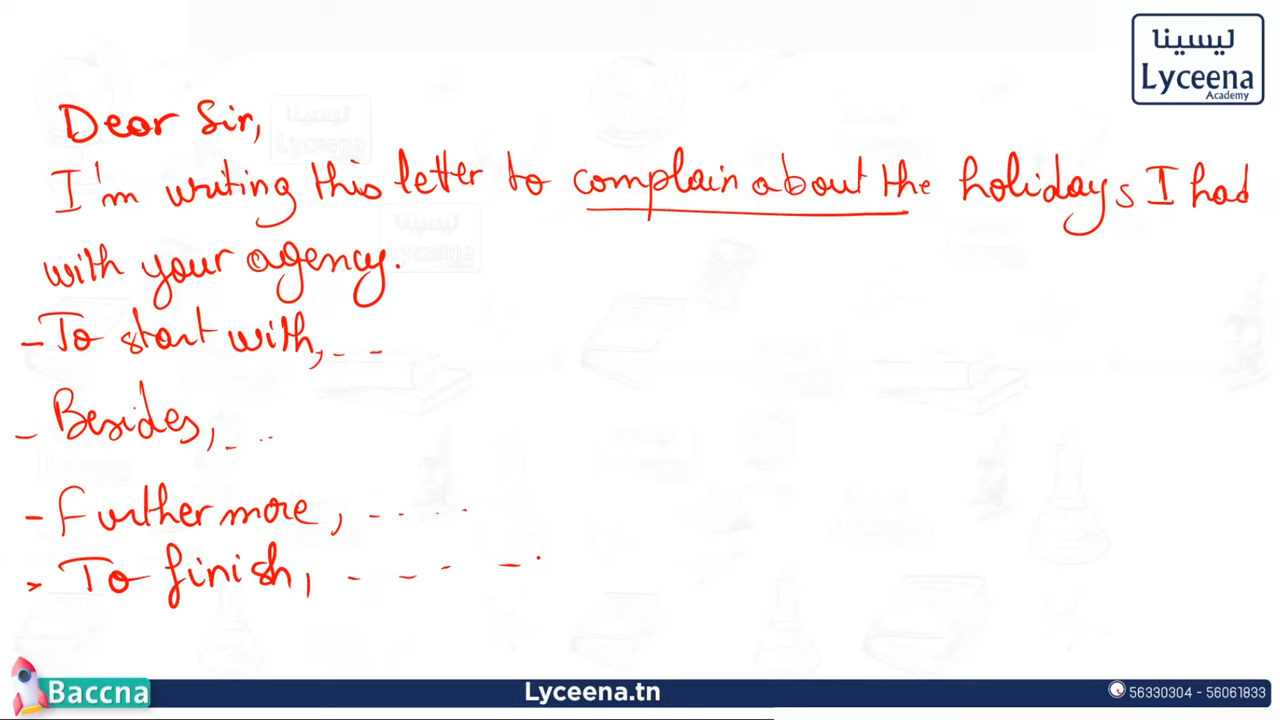 ليسينا
Lyceena
Academy
Dear Sir,
I'm writing this letter to complain about the holidays I had
with your agency.
- To start with, - -
- Besides, - ..
- Furthermore, - .. ..
- To finish, - - - - .
Baccna
Lyceena.tn
56330304 - 56061833